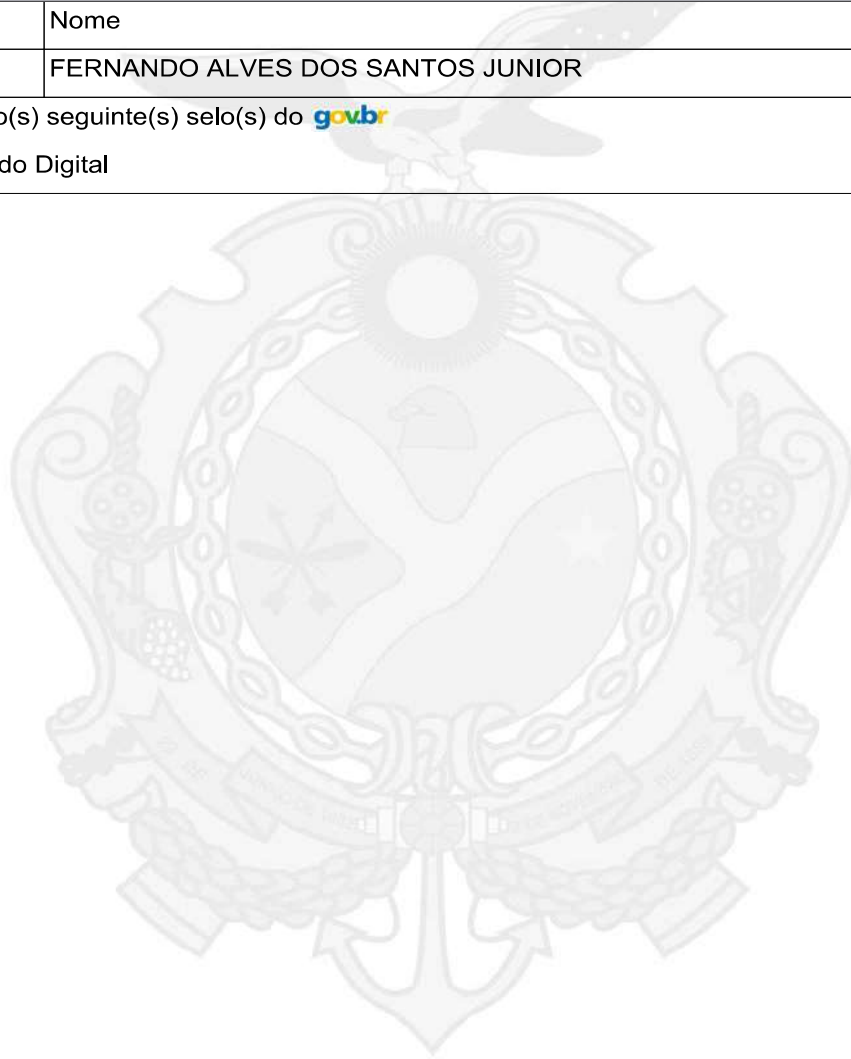 Nome
FERNANDO ALVES DOS SANTOS JUNIOR
o(s) seguinte(s) selo(s) do gov.br
do Digital